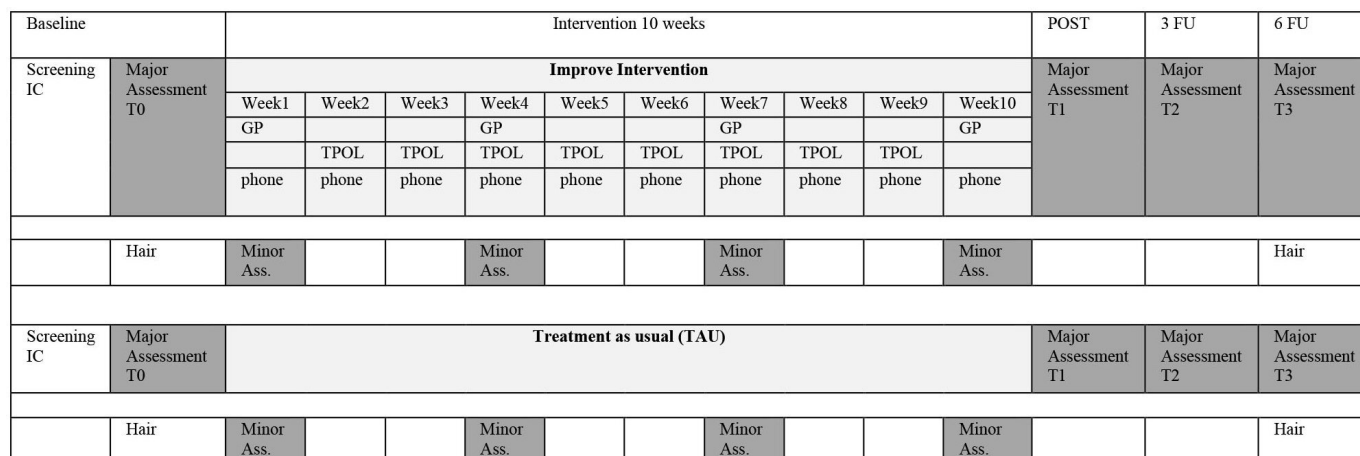 Baseline Intervention 10 weeks POST 3 FU 6 FU
Screening Major Improve Intervention Major Major Major
IC Assessment Assessment Assessment Assessment
T0 Week1 Week2 Week3 Week4 Week5 Week6 Week7 Week8 Week9 Week10 T1 T2 T3
GP GP GP GP
TPOL TPOL TPOL TPOL TPOL TPOL TPOL TPOL
phone phone phone phone phone phone phone phone phone phone
Hair Minor Minor Minor Minor Hair
Ass. Ass. Ass. Ass.
Screening Major Treatment as usual (TAU) Major Major Major
IC Assessment Assessment Assessment Assessment
T0 T1 T2 T3
Hair Minor Minor Minor Minor Hair
Ass. Ass. Ass. Ass.